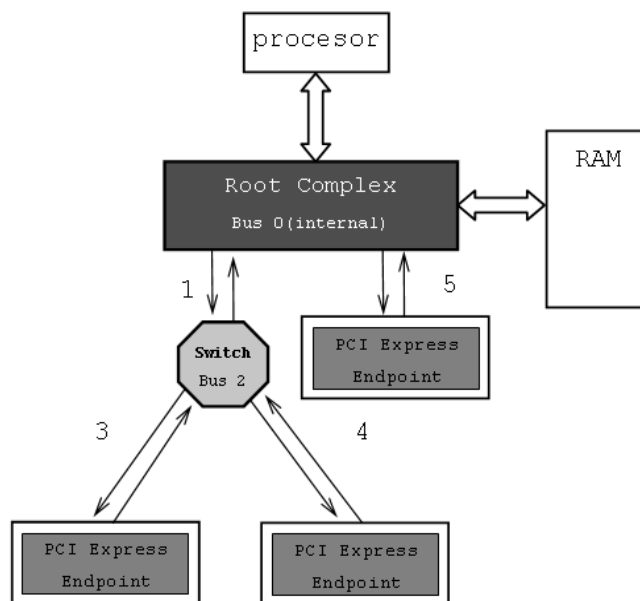 procesor
Root Complex
Bus 0(internal)
RAM
1
5
Switch
Bus 2
PCI Express
Endpoint
3
4
PCI Express
Endpoint
PCI Express
Endpoint